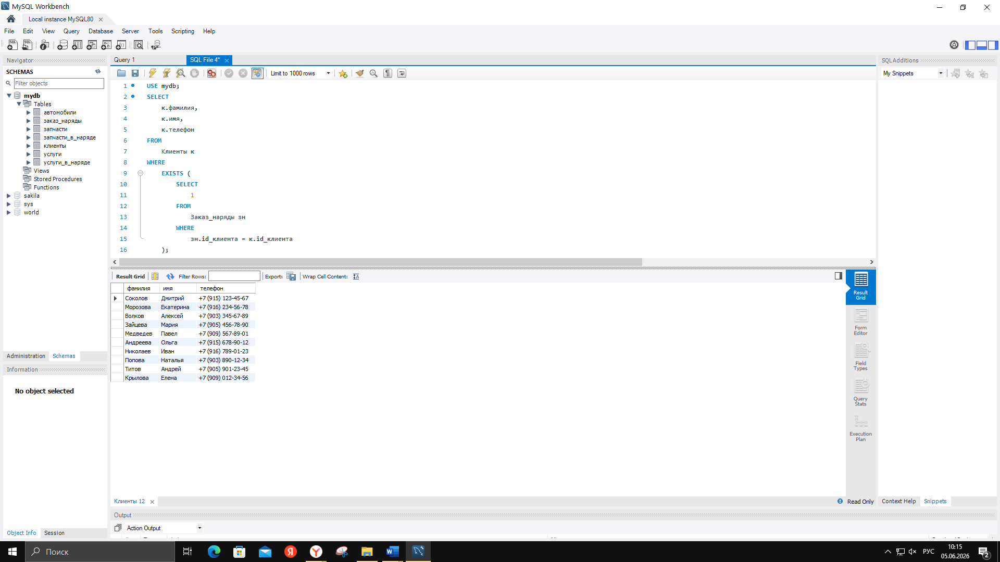 MySQL Workbench
Local instance MySQL80
File Edit View Query Database Server Tools Scripting Help
Navigator
SCHEMAS
Filter objects
mydb
Tables
автомобили
заказ_наряды
запчасти
запчасти_в_наряде
клиенты
услуги
услуги_в_наряде
Views
Stored Procedures
Functions
sakila
sys
world
Administration Schemas
Information
No object selected
Object Info Session
Query 1 SQL File 4*
Limit to 1000 rows
1 USE mydb;
2 SELECT
3 к.фамилия,
4 к.имя,
5 к.телефон
6 FROM
7 Клиенты к
8 WHERE
9 EXISTS (
10 SELECT
11 1
12 FROM
13 Заказ_наряды зн
14 WHERE
15 зн.id_клиента = к.id_клиента
16 );
Result Grid Filter Rows: Export: Wrap Cell Content:
фамилия имя телефон
Соколов Дмитрий +7 (915) 123-45-67
Морозова Екатерина +7 (916) 234-56-78
Волков Алексей +7 (903) 345-67-89
Зайцева Мария +7 (905) 456-78-90
Медведев Павел +7 (909) 567-89-01
Андреева Ольга +7 (915) 678-90-12
Николаев Иван +7 (916) 789-01-23
Попова Наталья +7 (903) 890-12-34
Титов Андрей +7 (905) 901-23-45
Крылова Елена +7 (909) 012-34-56
Result Grid
Form Editor
Field Types
Query Stats
Execution Plan
Клиенты 12
Read Only
Output
Action Output
SQLAdditions
My Snippets
Context Help Snippets
Поиск
РУС
10:15
05.06.2026
2